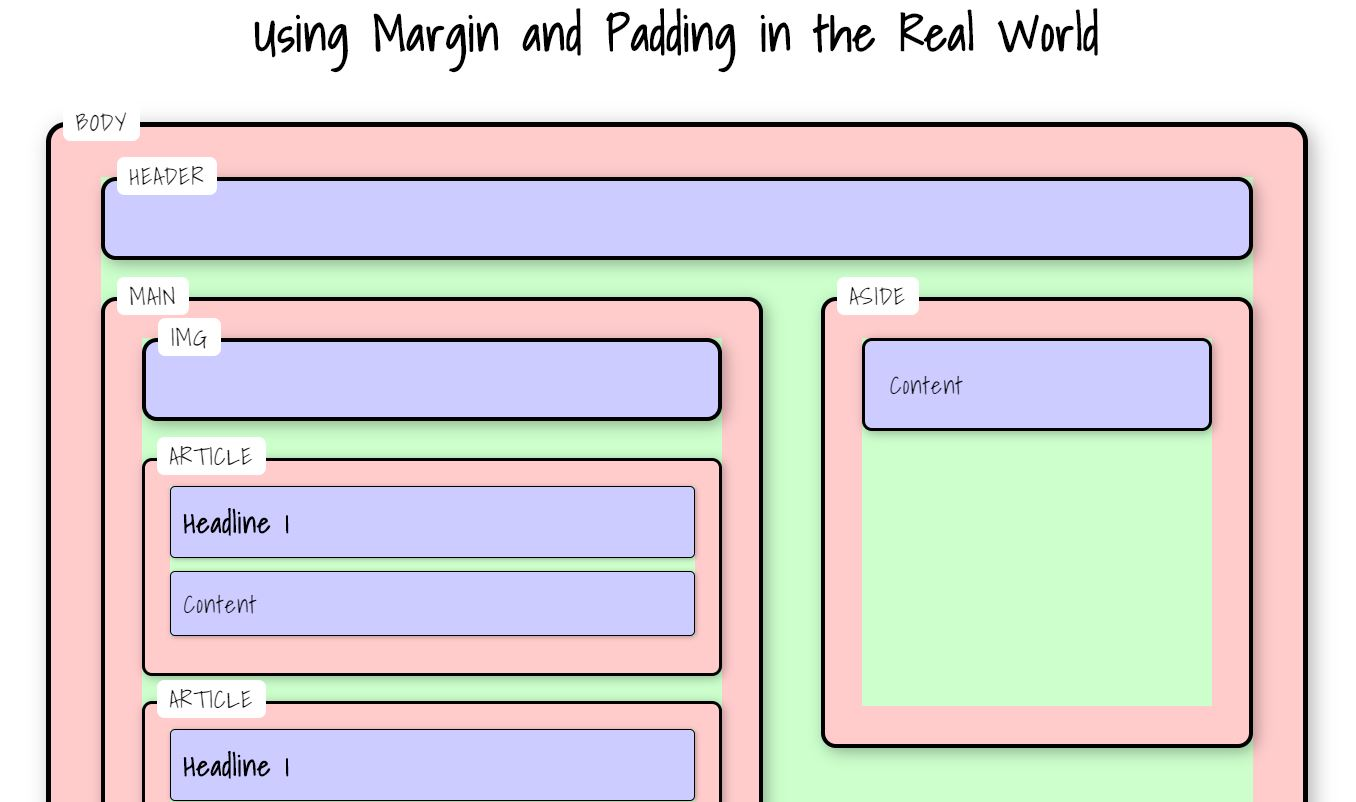 Using Margin and Padding in the Real World
BODY
HEADER
MAIN
IMG
ARTICLE
Headline 1
Content
ARTICLE
Headline 1
ASIDE
Content